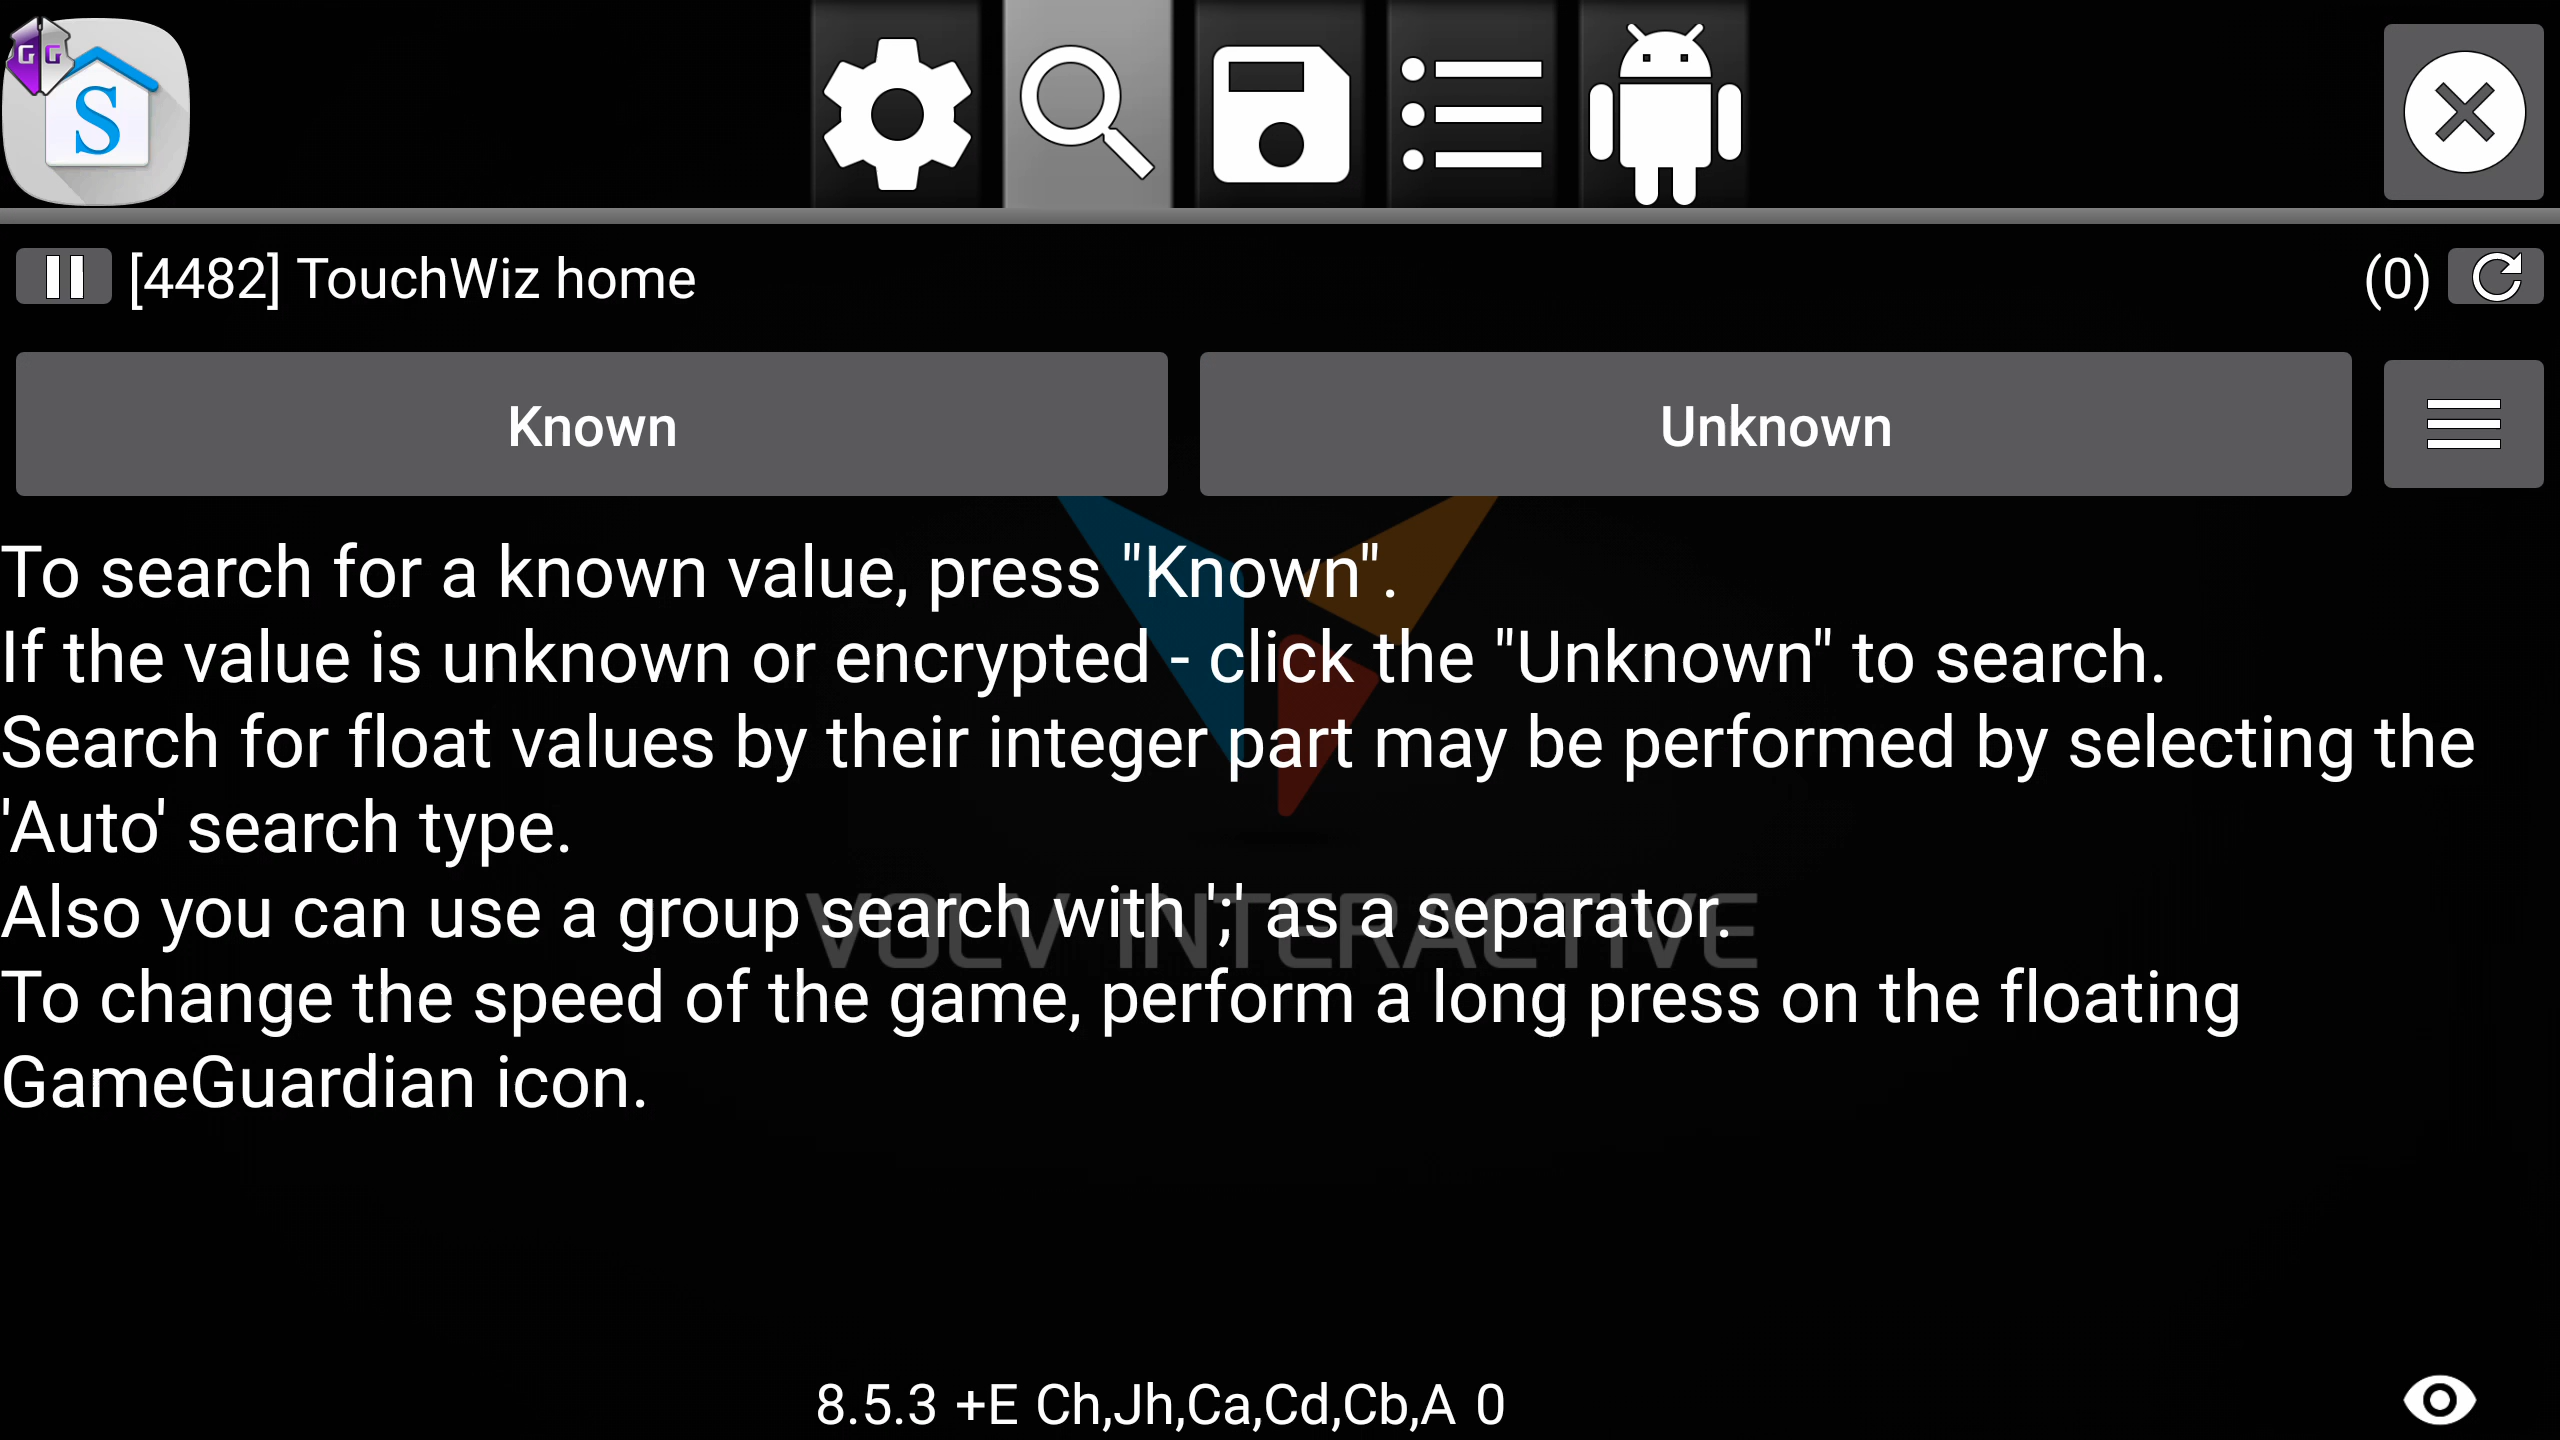 G G
S
[4482] TouchWiz home
(0)
Known
Unknown
To search for a known value, press "Known".
If the value is unknown or encrypted - click the "Unknown" to search.
Search for float values by their integer part may be performed by selecting the
'Auto' search type.
Also you can use a group search with ';' as a separator.
VOLV INTERACTIVE
To change the speed of the game, perform a long press on the floating
GameGuardian icon.
8.5.3 +E Ch,Jh,Ca,Cd,Cb,A 0